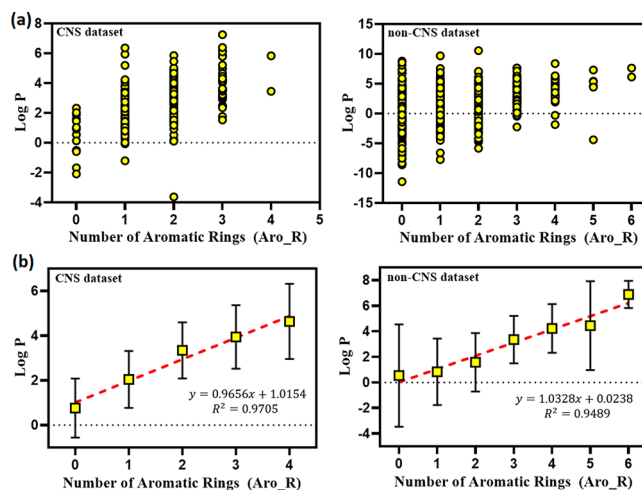 (a)
CNS dataset
8
6
4
2
0
-2
-4
Log P
0 1 2 3 4 5
Number of Aromatic Rings (Aro_R)
non-CNS dataset
15
10
5
0
-5
-10
-15
Log P
0 1 2 3 4 5 6
Number of Aromatic Rings (Aro_R)
(b)
CNS dataset
6
4
2
0
Log P
y = 0.9656x + 1.0154
R² = 0.9705
0 1 2 3 4
Number of Aromatic Rings (Aro_R)
non-CNS dataset
8
6
4
2
0
-2
-4
Log P
y = 1.0328x + 0.0238
R² = 0.9489
0 1 2 3 4 5 6
Number of Aromatic Rings (Aro_R)